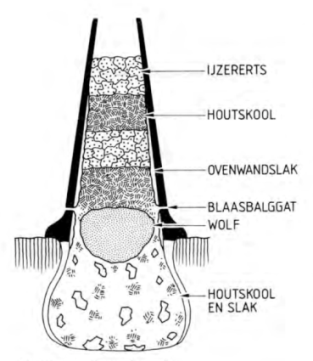 IJZERERTS
HOUTSKOOL
OVENWANDSLAK
BLAASBALGGAT
WOLF
HOUTSKOOL
EN SLAK